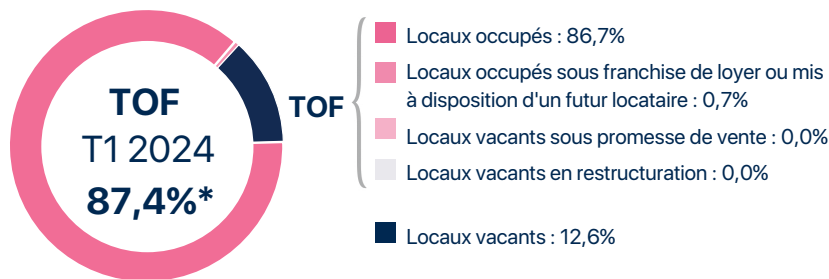 TOF
T1 2024
87,4%*
TOF
Locaux occupés : 86,7%
Locaux occupés sous franchise de loyer ou mis
à disposition d'un futur locataire : 0,7%
Locaux vacants sous promesse de vente : 0,0%
Locaux vacants en restructuration : 0,0%
Locaux vacants : 12,6%